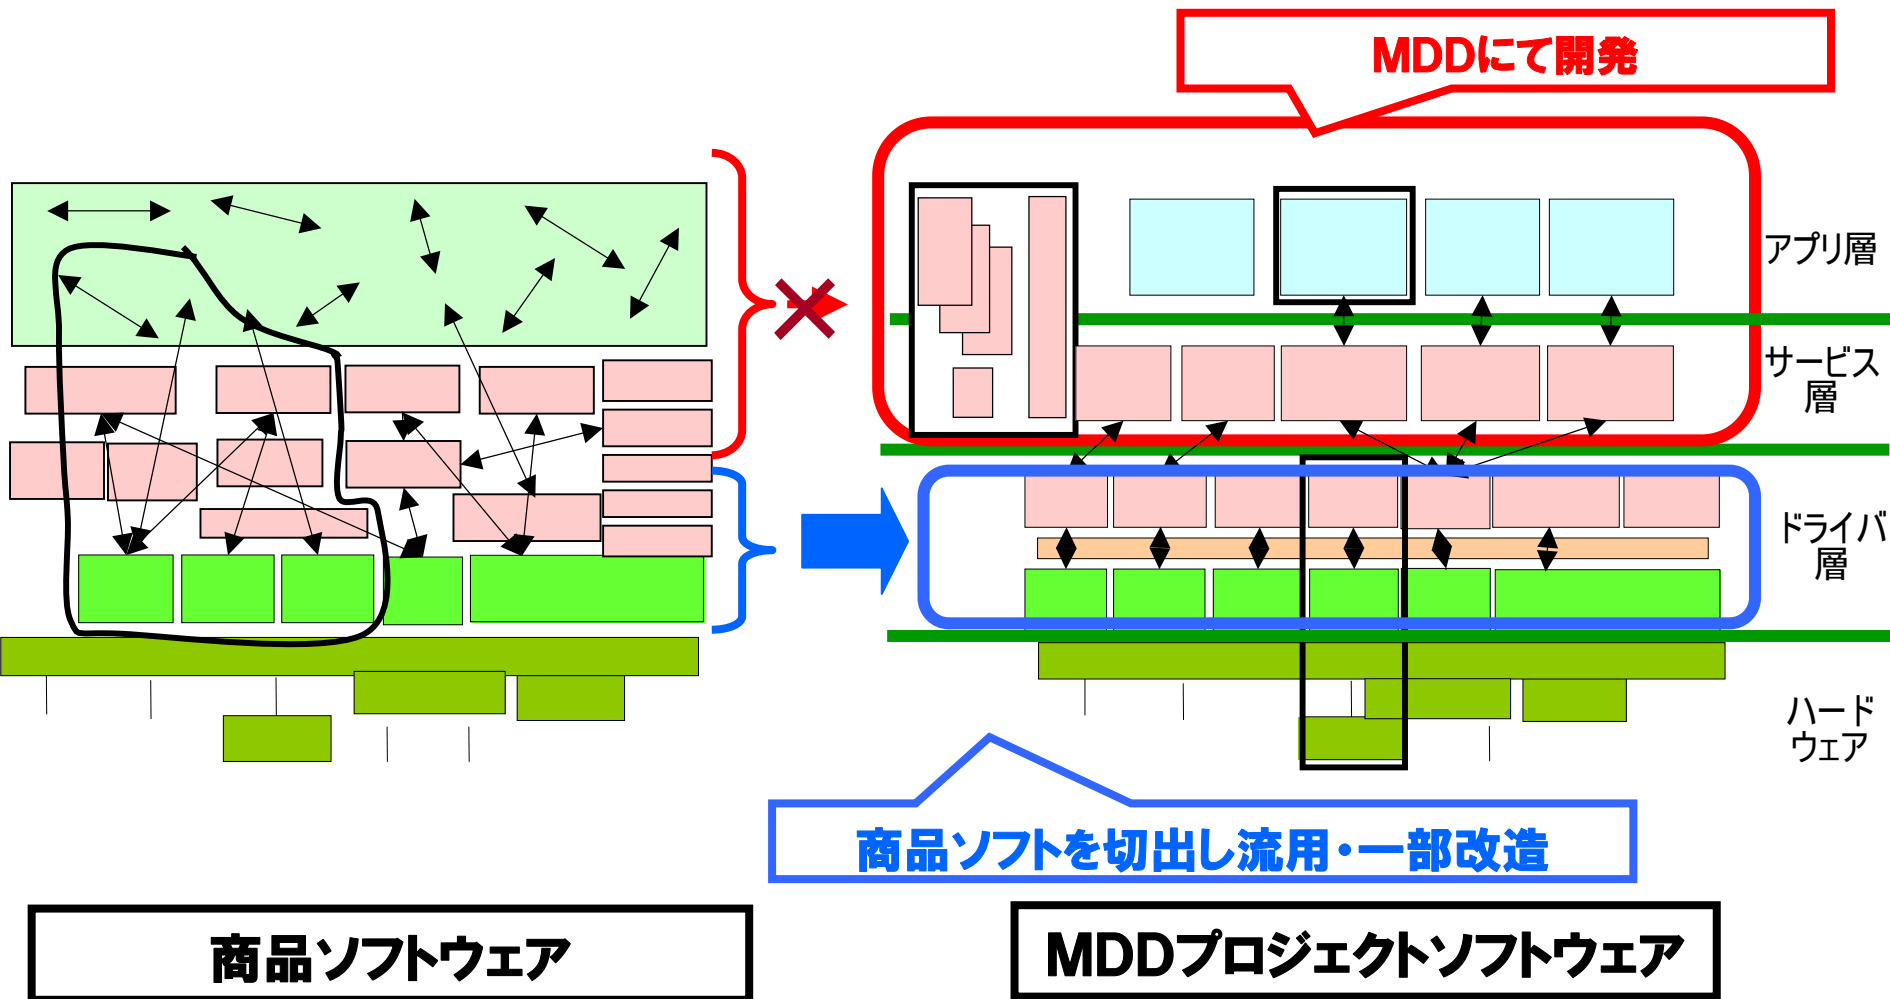 MDDにて開発
アプリ層
サービス
層
ドライバ
層
ハード
ウェア
商品ソフトを切出し流用・一部改造
商品ソフトウェア
MDDプロジェクトソフトウェア